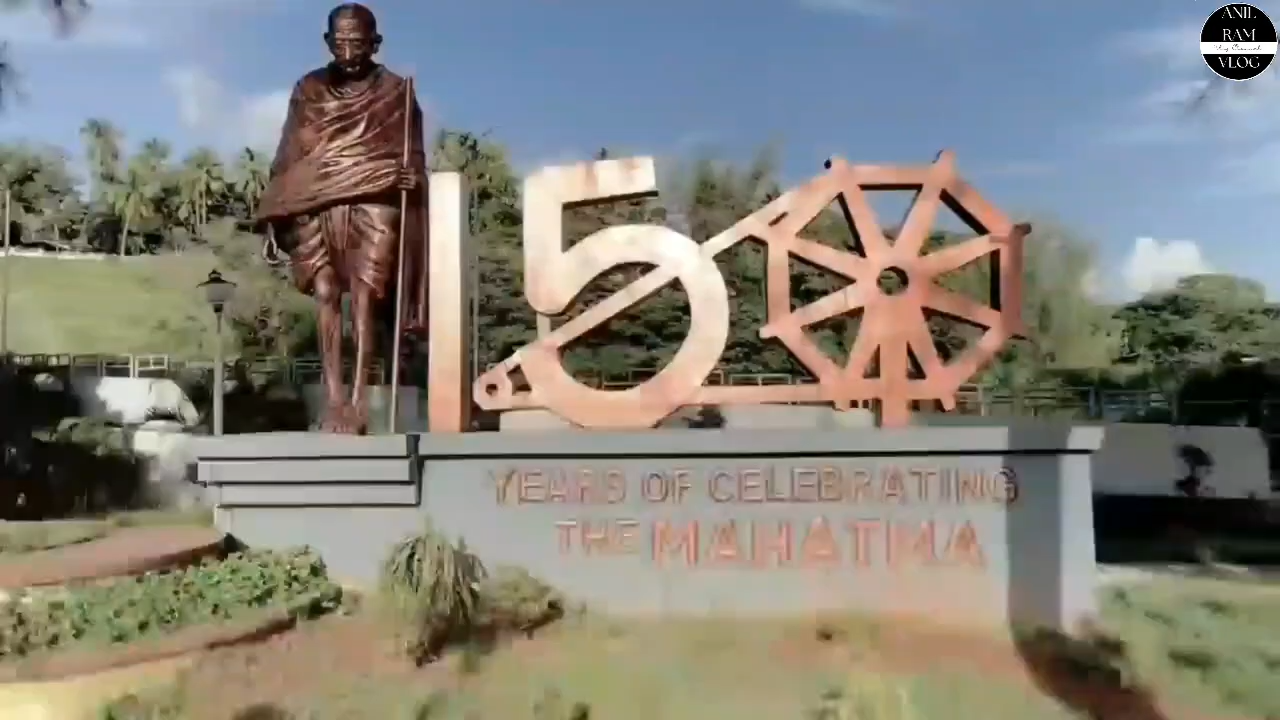 ANIL
RAM
VLOG
150
YEARS OF CELEBRATING
THE MAHATMA